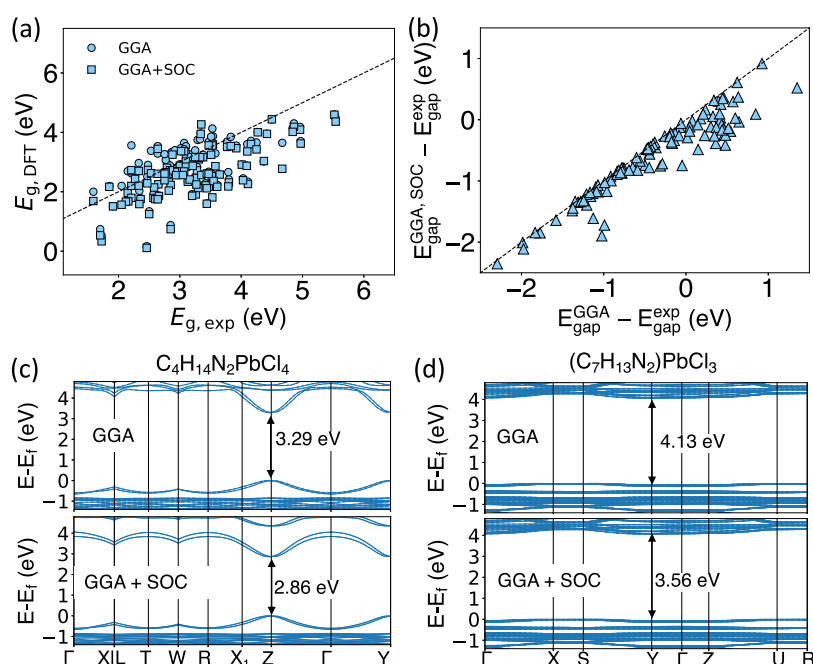 (a)
GGA
GGA+SOC
E_g, DFT (eV)
6
4
2
0
2 3 4 5 6
E_g, exp (eV)
(b)
E_gap^GGA, SOC − E_gap^exp (eV)
1
0
−1
−2
−2 −1 0 1
E_gap^GGA − E_gap^exp (eV)
(c) C₄H₁₄N₂PbCl₄
E-E_f (eV)
4
3
2
1
0
−1
GGA
3.29 eV
E-E_f (eV)
4
3
2
1
0
−1
GGA + SOC
2.86 eV
Γ X|L T W R X₁ Z Γ Y
(d) (C₇H₁₃N₂)PbCl₃
E-E_f (eV)
4
3
2
1
0
−1
GGA
4.13 eV
E-E_f (eV)
4
3
2
1
0
−1
GGA + SOC
3.56 eV
Γ X S Y Γ Z U R